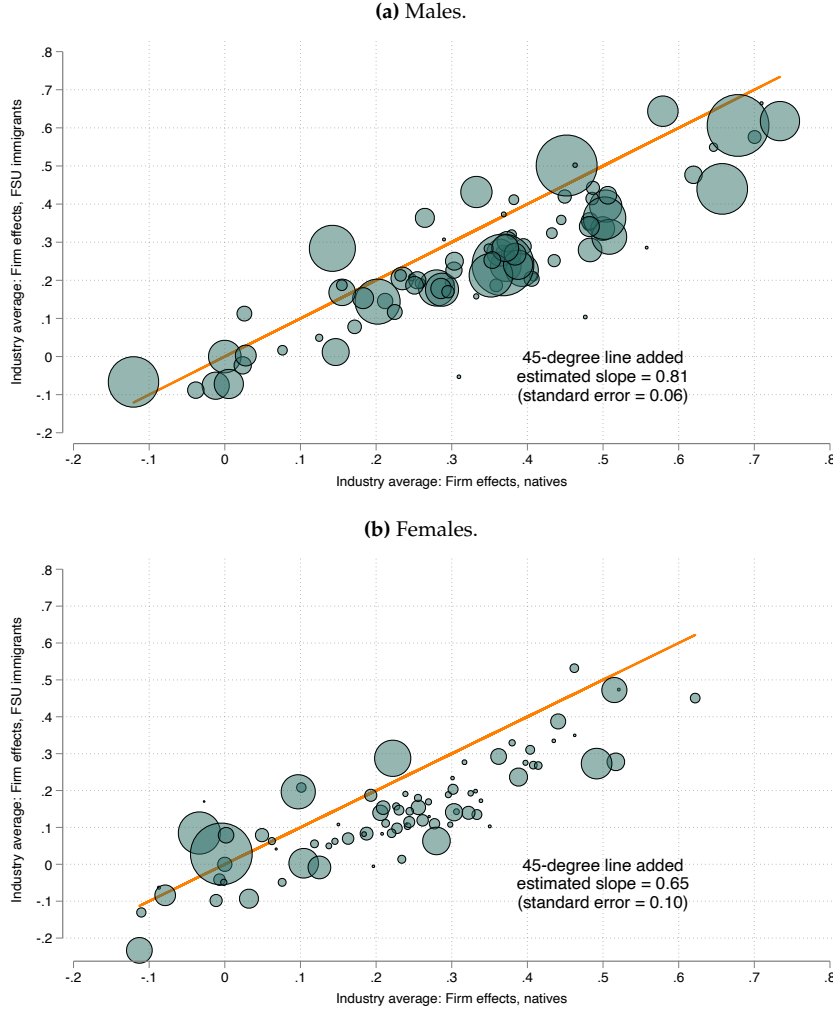 (a) Males.
Industry average: Firm effects, FSU immigrants
.8
.7
.6
.5
.4
.3
.2
.1
0
-.1
-.2
45-degree line added
estimated slope = 0.81
(standard error = 0.06)
-.2 -.1 0 .1 .2 .3 .4 .5 .6 .7 .8
Industry average: Firm effects, natives
(b) Females.
Industry average: Firm effects, FSU immigrants
.8
.7
.6
.5
.4
.3
.2
.1
0
-.1
-.2
45-degree line added
estimated slope = 0.65
(standard error = 0.10)
-.2 -.1 0 .1 .2 .3 .4 .5 .6 .7 .8
Industry average: Firm effects, natives